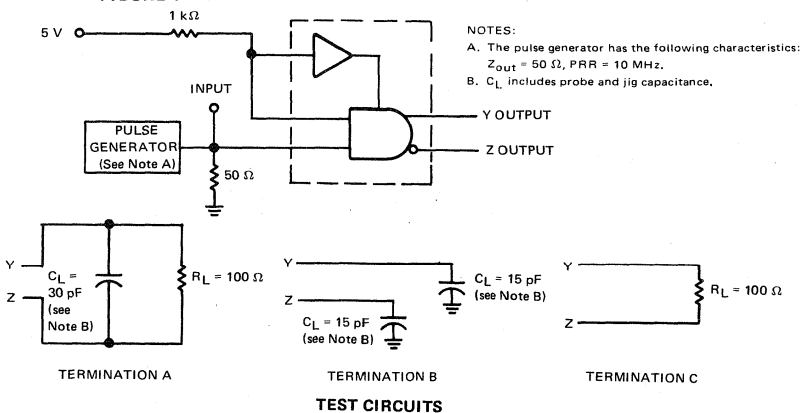 1 kΩ
5 V
NOTES:
A. The pulse generator has the following characteristics:
Zout = 50 Ω, PRR = 10 MHz.
B. CL includes probe and jig capacitance.
INPUT
PULSE
GENERATOR
(See Note A)
50 Ω
Y OUTPUT
Z OUTPUT
Y
Z
CL =
30 pF
(see
Note B)
RL = 100 Ω
TERMINATION A
Y
Z
CL = 15 pF
(see Note B)
CL = 15 pF
(see Note B)
TERMINATION B
Y
Z
RL = 100 Ω
TERMINATION C
TEST CIRCUITS